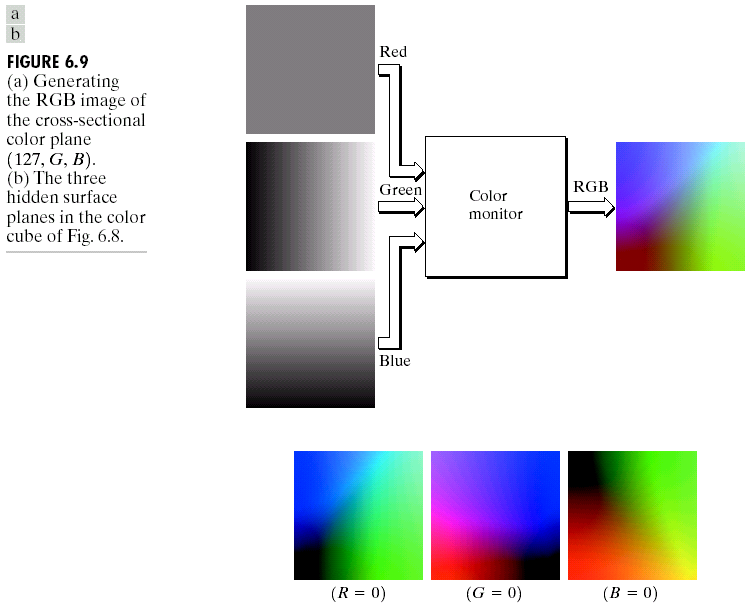 a
b
FIGURE 6.9
(a) Generating
the RGB image of
the cross-sectional
color plane
(127, G, B).
(b) The three
hidden surface
planes in the color
cube of Fig. 6.8.
Red
Green
Blue
Color
monitor
RGB
(R = 0)
(G = 0)
(B = 0)